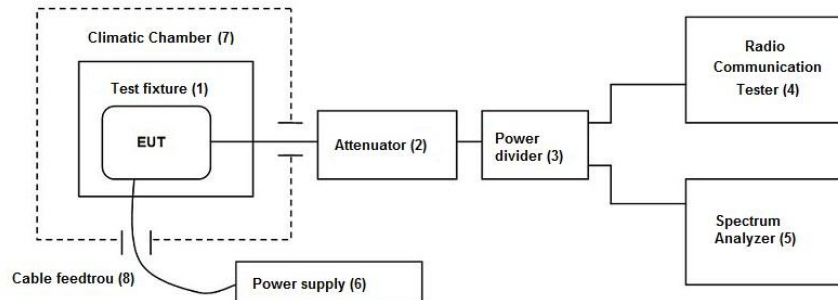 Climatic Chamber (7)
Test fixture (1)
EUT
Attenuator (2)
Power
divider (3)
Radio
Communication
Tester (4)
Spectrum
Analyzer (5)
Cable feedtrou (8)
Power supply (6)